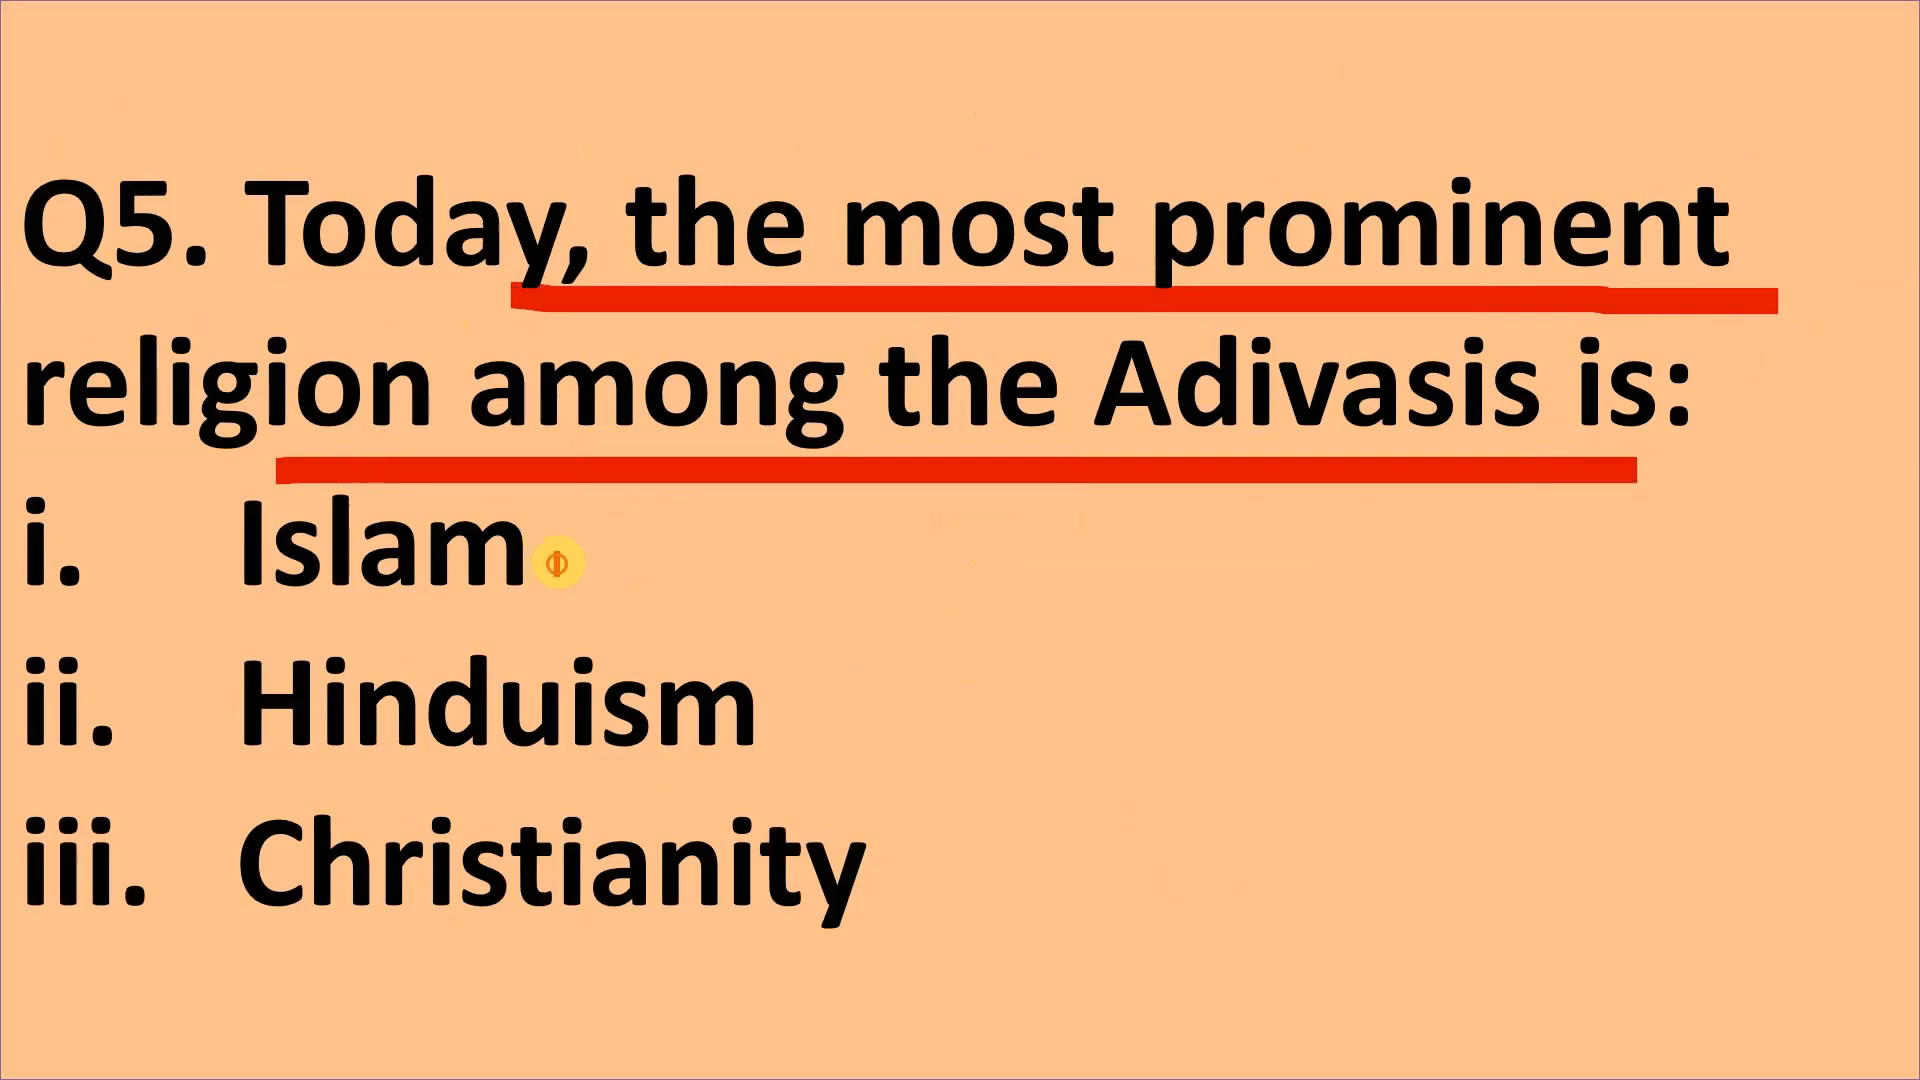 Q5. Today, the most prominent
religion among the Adivasis is:
i. Islam
ii. Hinduism
iii. Christianity